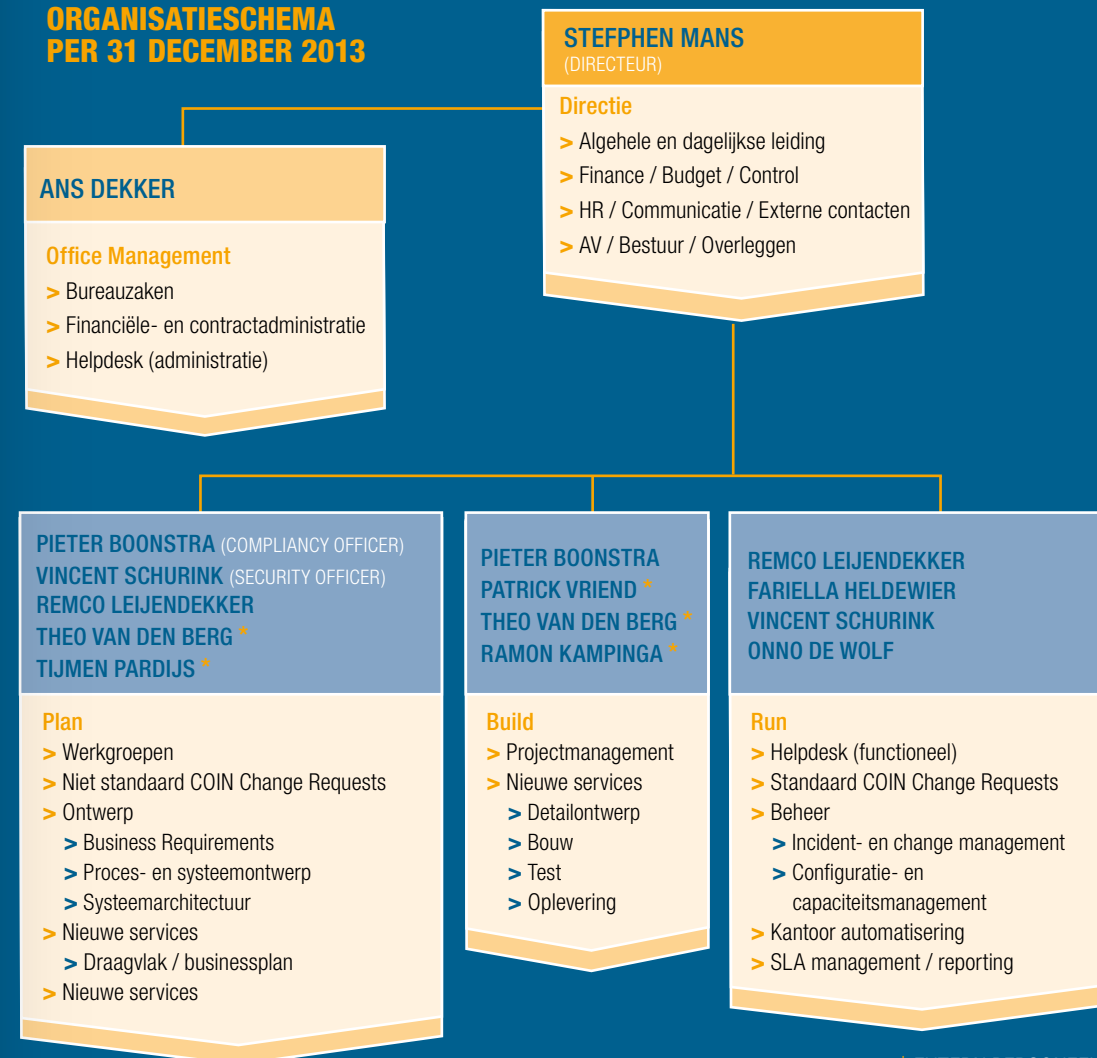 ORGANISATIESCHEMA
PER 31 DECEMBER 2013
STEFPHEN MANS
(DIRECTEUR)
Directie
> Algehele en dagelijkse leiding
> Finance / Budget / Control
> HR / Communicatie / Externe contacten
> AV / Bestuur / Overleggen
ANS DEKKER
Office Management
> Bureauzaken
> Financiële- en contractadministratie
> Helpdesk (administratie)
PIETER BOONSTRA (COMPLIANCY OFFICER)
VINCENT SCHURINK (SECURITY OFFICER)
REMCO LEIJENDEKKER
THEO VAN DEN BERG *
TIJMEN PARDIJS *
Plan
> Werkgroepen
> Niet standaard COIN Change Requests
> Ontwerp
> Business Requirements
> Proces- en systeemontwerp
> Systeemarchitectuur
> Nieuwe services
> Draagvlak / businessplan
> Nieuwe services
PIETER BOONSTRA
PATRICK VRIEND *
THEO VAN DEN BERG *
RAMON KAMPINGA *
Build
> Projectmanagement
> Nieuwe services
> Detailontwerp
> Bouw
> Test
> Oplevering
REMCO LEIJENDEKKER
FARIELLA HELDEWIER
VINCENT SCHURINK
ONNO DE WOLF
Run
> Helpdesk (functioneel)
> Standaard COIN Change Requests
> Beheer
> Incident- en change management
> Configuratie- en
capaciteitsmanagement
> Kantoor automatisering
> SLA management / reporting